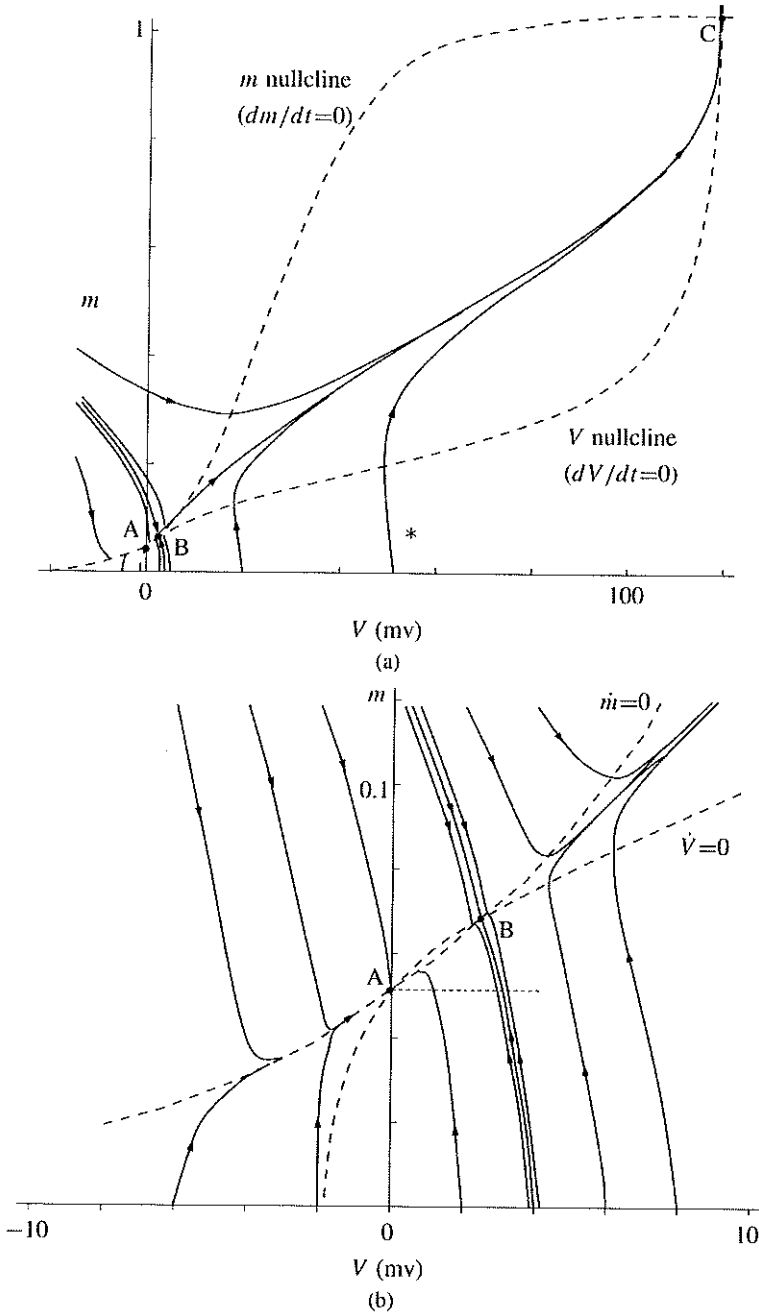 1
C
m nullcline
(dm/dt=0)
m
V nullcline
(dV/dt=0)
A
B
*
0
100
V (mv)
(a)
m
ṁ=0
0.1
V̇=0
B
A
−10
0
10
V (mv)
(b)